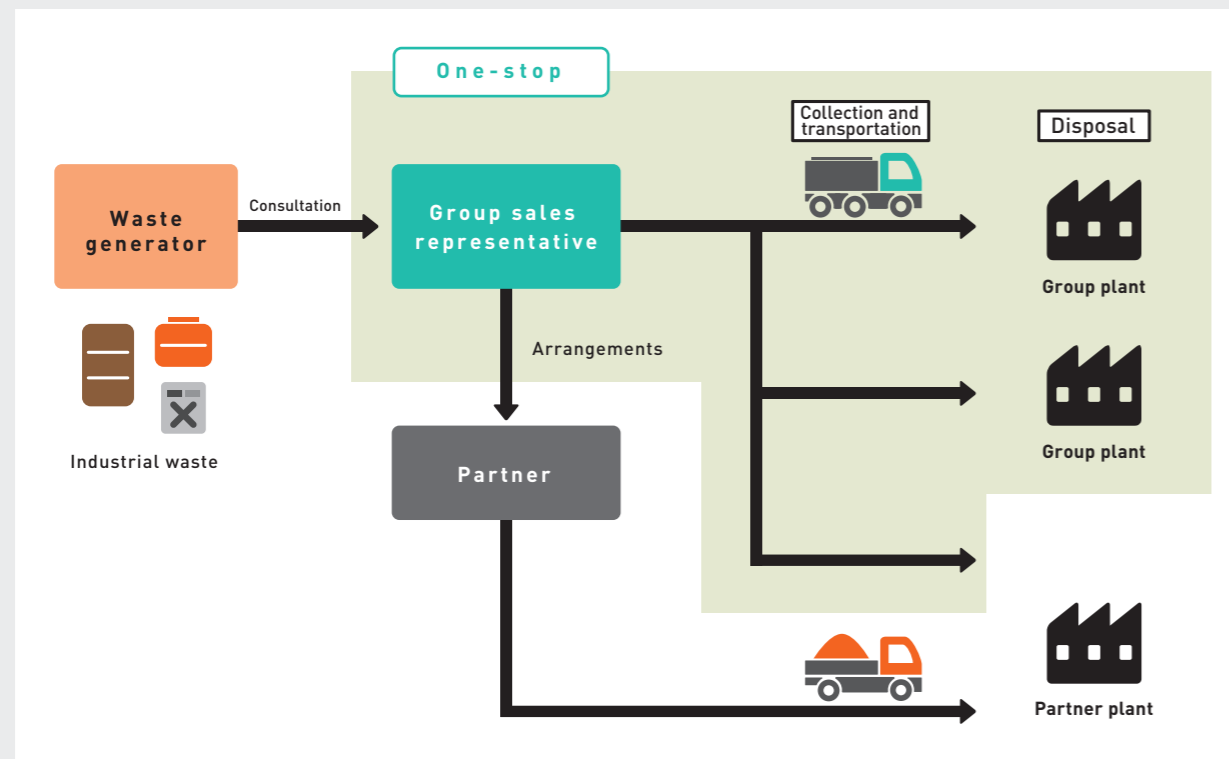 One-stop
Collection and
transportation
Disposal
Waste
generator
Consultation
Group sales
representative
Group plant
Arrangements
Industrial waste
Partner
Group plant
Partner plant